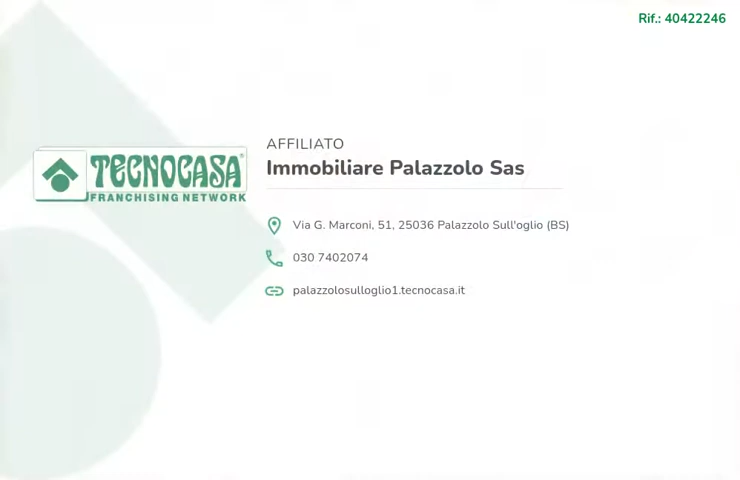 Rif.: 40422246
TECNOCASA®
FRANCHISING NETWORK
AFFILIATO
Immobiliare Palazzolo Sas
Via G. Marconi, 51, 25036 Palazzolo Sull'oglio (BS)
030 7402074
palazzolosulloglio1.tecnocasa.it